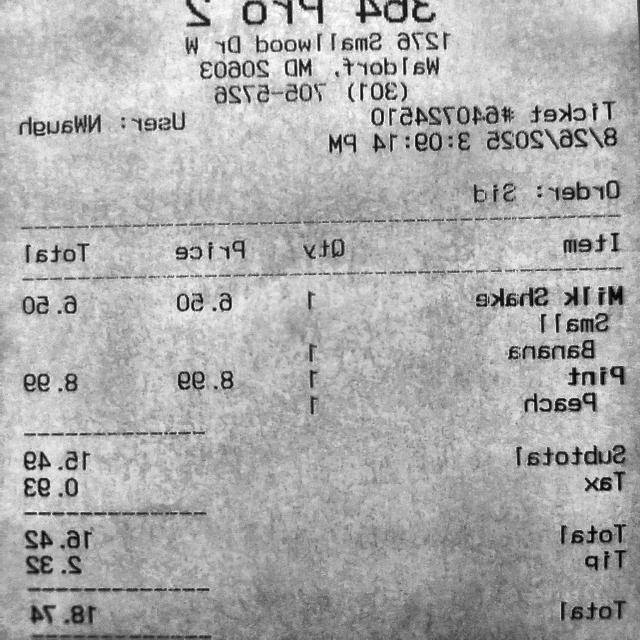 364 Pro 2
1276 Smallwood Dr W
Waldorf, MD 20603
(301) 705-5726
Ticket #640724510 User: NWaugh
8/26/2025 3:09:14 PM
Order: Sid
Item Qty Price Total
Milk Shake 1 6.50 6.50
Small
Banana 1
Pint 1 8.99 8.99
Peach 1
Subtotal 15.49
Tax 0.93
Total 16.42
Tip 2.32
Total 18.74